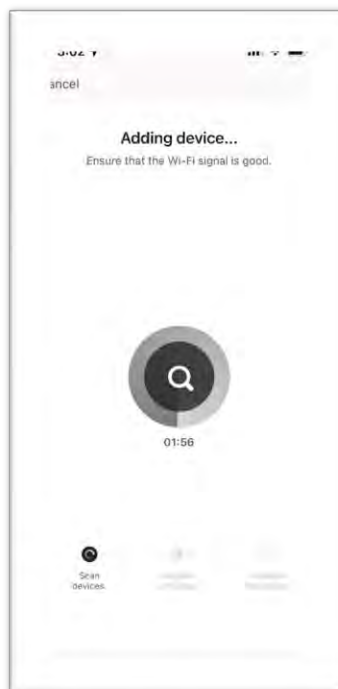 ancel
Adding device...
Ensure that the Wi-Fi signal is good.
01:56
Scan
devices.